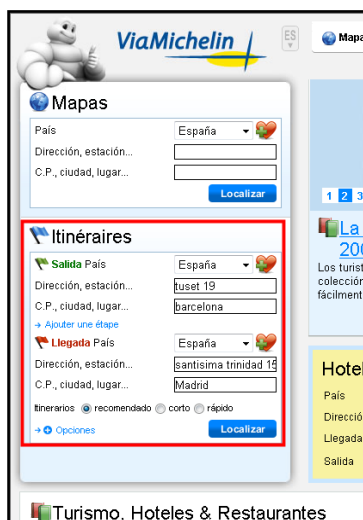 ViaMichelin
ES
Mapa
Mapas
País España
Dirección, estación...
C.P., ciudad, lugar...
Localizar
1 2 3
Itinéraires
Salida País España
Dirección, estación... tuset 19
C.P., ciudad, lugar... barcelona
Ajouter une étape
Llegada País España
Dirección, estación... santisima trinidad 15
C.P., ciudad, lugar... Madrid
Itinerarios recomendado corto rápido
Opciones Localizar
La
200
Los turist
colección
fácilment
Hotel
País
Direcció
Llegada
Salida
Turismo, Hoteles & Restaurantes